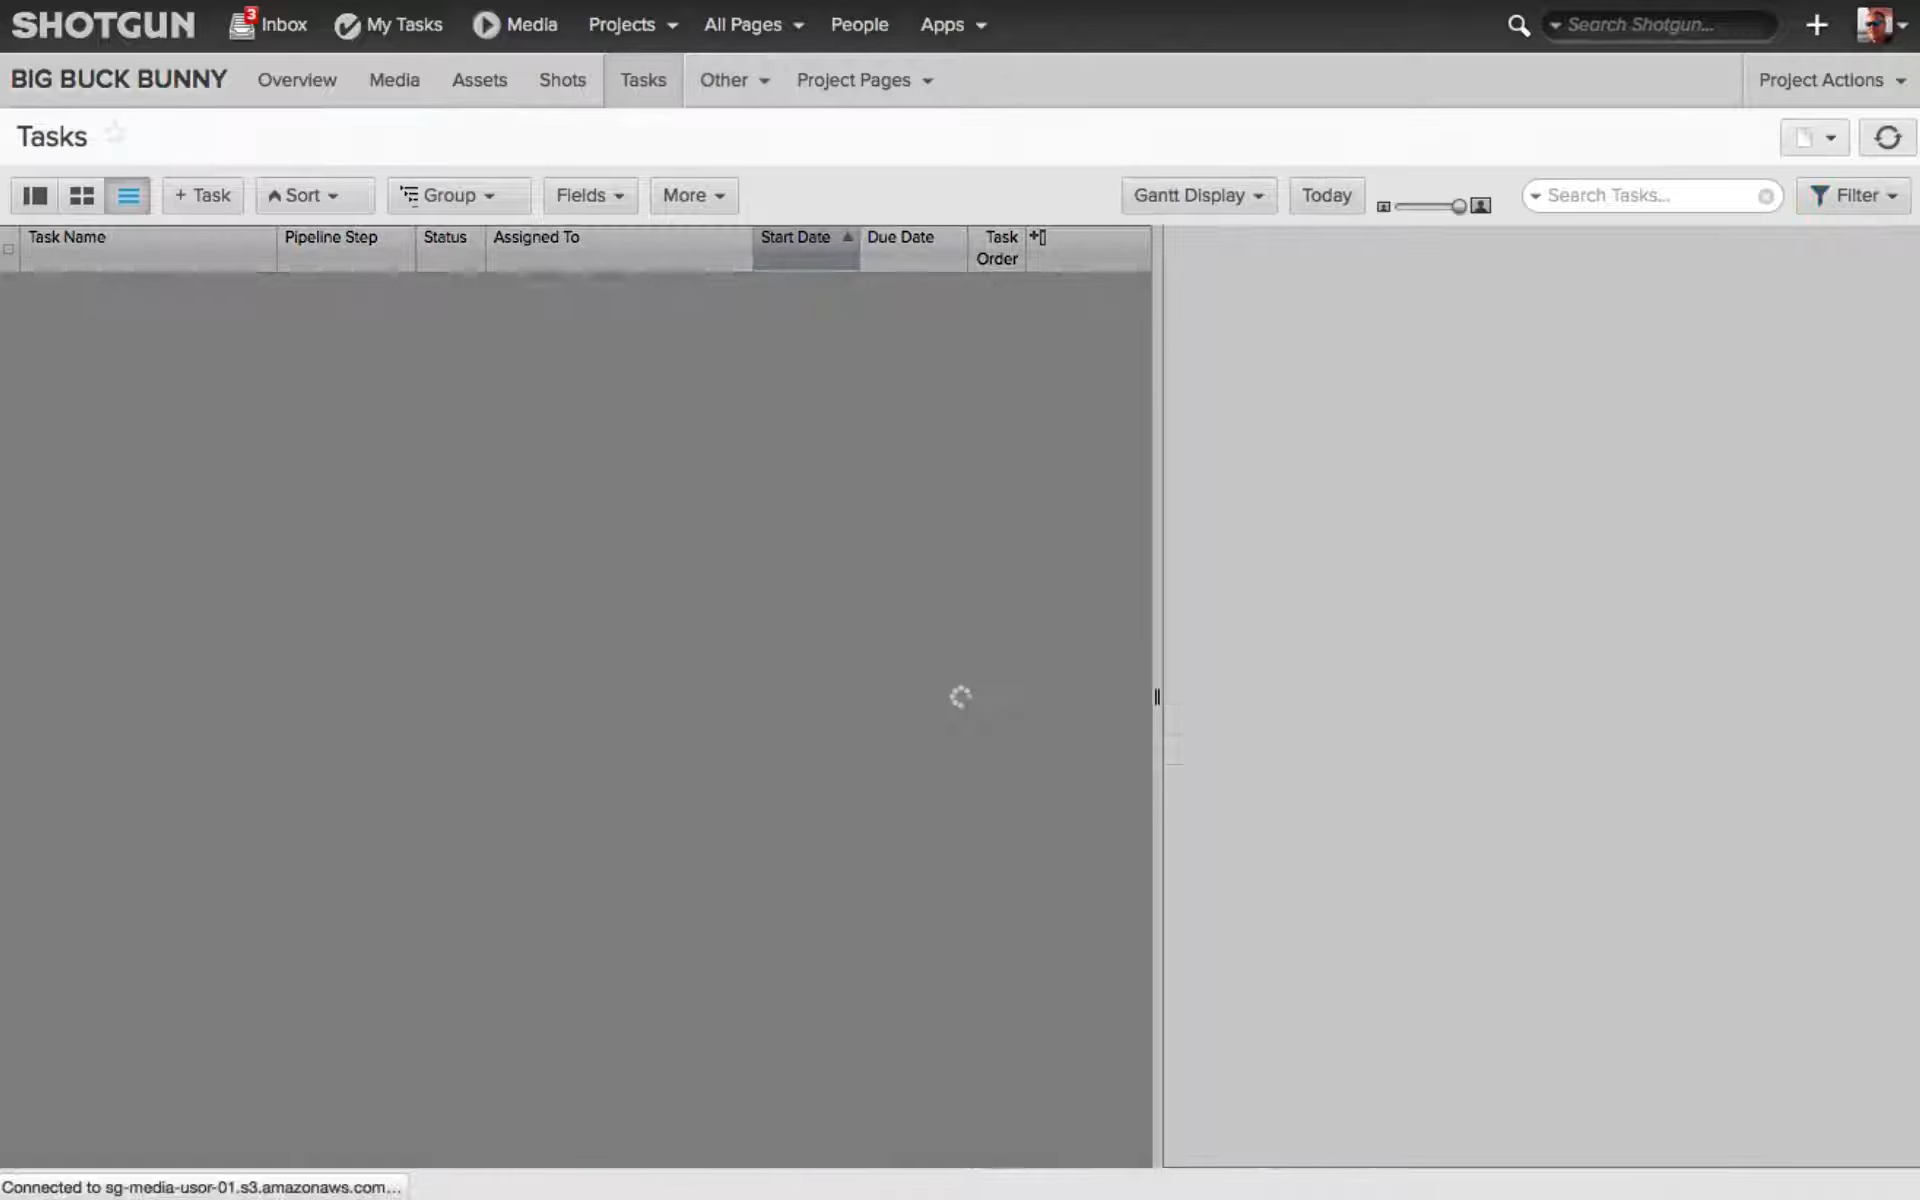 SHOTGUN 3 Inbox My Tasks Media Projects All Pages People Apps Search Shotgun...
BIG BUCK BUNNY Overview Media Assets Shots Tasks Other Project Pages Project Actions
Tasks
+ Task Sort Group Fields More Gantt Display Today Search Tasks... Filter
Task Name Pipeline Step Status Assigned To Start Date Due Date Task
Order
Connected to sg-media-usor-01.s3.amazonaws.com...